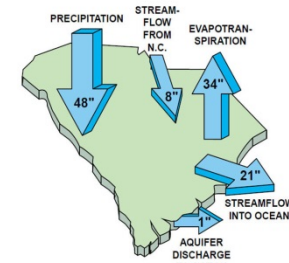 PRECIPITATION
48"
STREAM-
FLOW
FROM
N.C.
8"
EVAPOTRAN-
SPIRATION
34"
21"
STREAMFLOW
INTO OCEAN
1"
AQUIFER
DISCHARGE